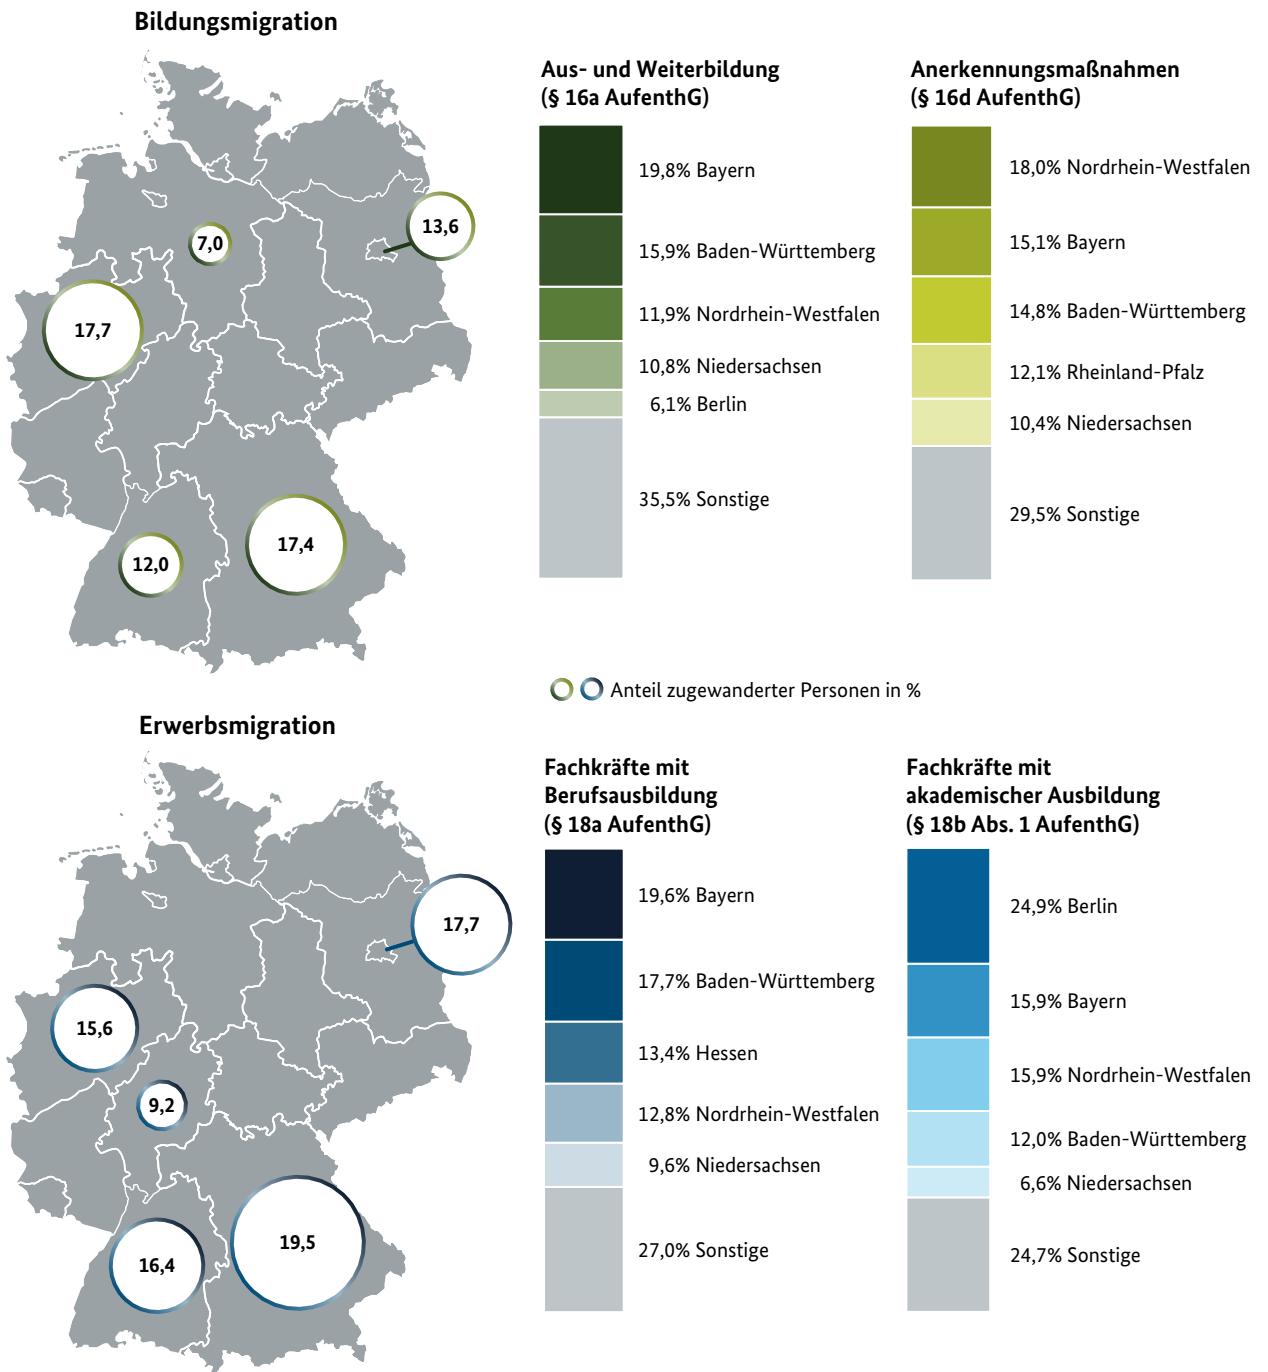 Bildungsmigration
13,6
7,0
17,7
17,4
12,0
Aus- und Weiterbildung
(§ 16a AufenthG)
19,8% Bayern
15,9% Baden-Württemberg
11,9% Nordrhein-Westfalen
10,8% Niedersachsen
6,1% Berlin
35,5% Sonstige
Anerkennungsmaßnahmen
(§ 16d AufenthG)
18,0% Nordrhein-Westfalen
15,1% Bayern
14,8% Baden-Württemberg
12,1% Rheinland-Pfalz
10,4% Niedersachsen
29,5% Sonstige
Anteil zugewanderter Personen in %
Erwerbsmigration
17,7
15,6
9,2
19,5
16,4
Fachkräfte mit
Berufsausbildung
(§ 18a AufenthG)
19,6% Bayern
17,7% Baden-Württemberg
13,4% Hessen
12,8% Nordrhein-Westfalen
9,6% Niedersachsen
27,0% Sonstige
Fachkräfte mit
akademischer Ausbildung
(§ 18b Abs. 1 AufenthG)
24,9% Berlin
15,9% Bayern
15,9% Nordrhein-Westfalen
12,0% Baden-Württemberg
6,6% Niedersachsen
24,7% Sonstige